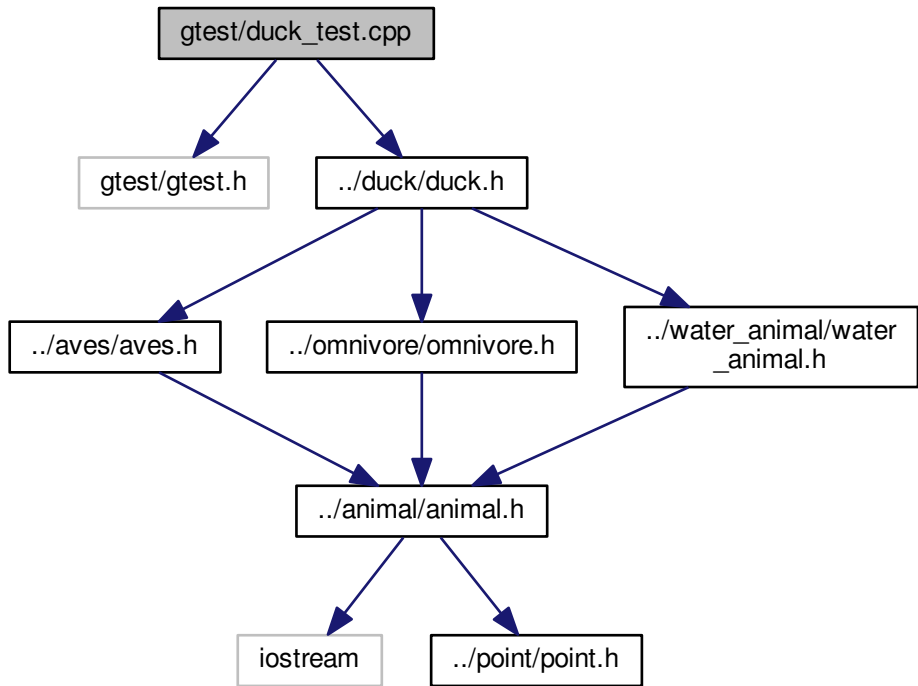 gtest/duck_test.cpp
gtest/gtest.h
../duck/duck.h
../aves/aves.h
../omnivore/omnivore.h
../water_animal/water
_animal.h
../animal/animal.h
iostream
../point/point.h